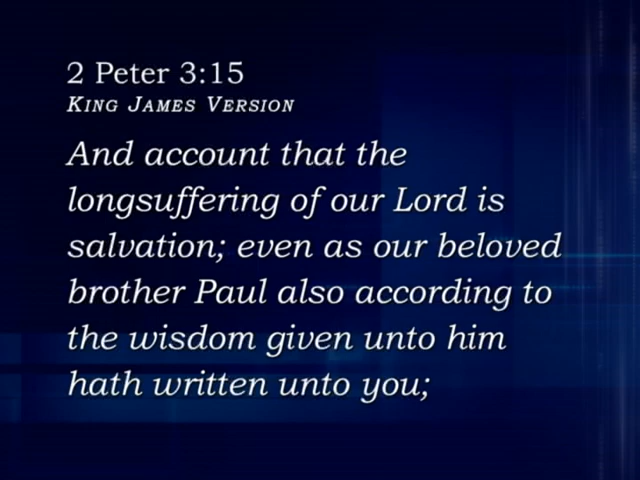 2 Peter 3:15
King James Version
And account that the
longsuffering of our Lord is
salvation; even as our beloved
brother Paul also according to
the wisdom given unto him
hath written unto you;